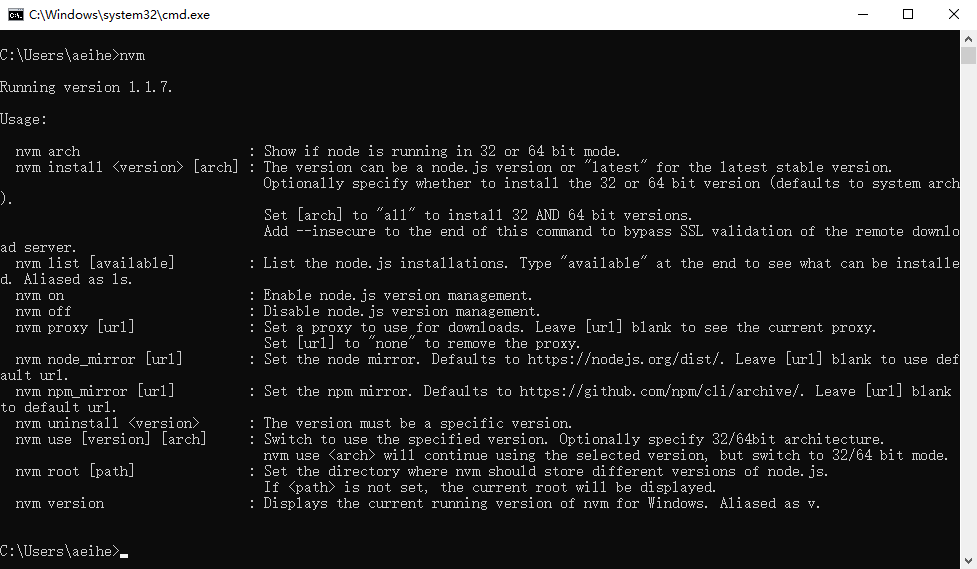 C:\Windows\system32\cmd.exe
C:\Users\aeihe>nvm
Running version 1.1.7.
Usage:
nvm arch : Show if node is running in 32 or 64 bit mode.
nvm install <version> [arch] : The version can be a node.js version or "latest" for the latest stable version.
Optionally specify whether to install the 32 or 64 bit version (defaults to system arch
).
Set [arch] to "all" to install 32 AND 64 bit versions.
Add --insecure to the end of this command to bypass SSL validation of the remote downlo
ad server.
nvm list [available] : List the node.js installations. Type "available" at the end to see what can be installe
d. Aliased as ls.
nvm on : Enable node.js version management.
nvm off : Disable node.js version management.
nvm proxy [url] : Set a proxy to use for downloads. Leave [url] blank to see the current proxy.
Set [url] to "none" to remove the proxy.
nvm node_mirror [url] : Set the node mirror. Defaults to https://nodejs.org/dist/. Leave [url] blank to use def
ault url.
nvm npm_mirror [url] : Set the npm mirror. Defaults to https://github.com/npm/cli/archive/. Leave [url] blank
to default url.
nvm uninstall <version> : The version must be a specific version.
nvm use [version] [arch] : Switch to use the specified version. Optionally specify 32/64bit architecture.
nvm use <arch> will continue using the selected version, but switch to 32/64 bit mode.
nvm root [path] : Set the directory where nvm should store different versions of node.js.
If <path> is not set, the current root will be displayed.
nvm version : Displays the current running version of nvm for Windows. Aliased as v.
C:\Users\aeihe>